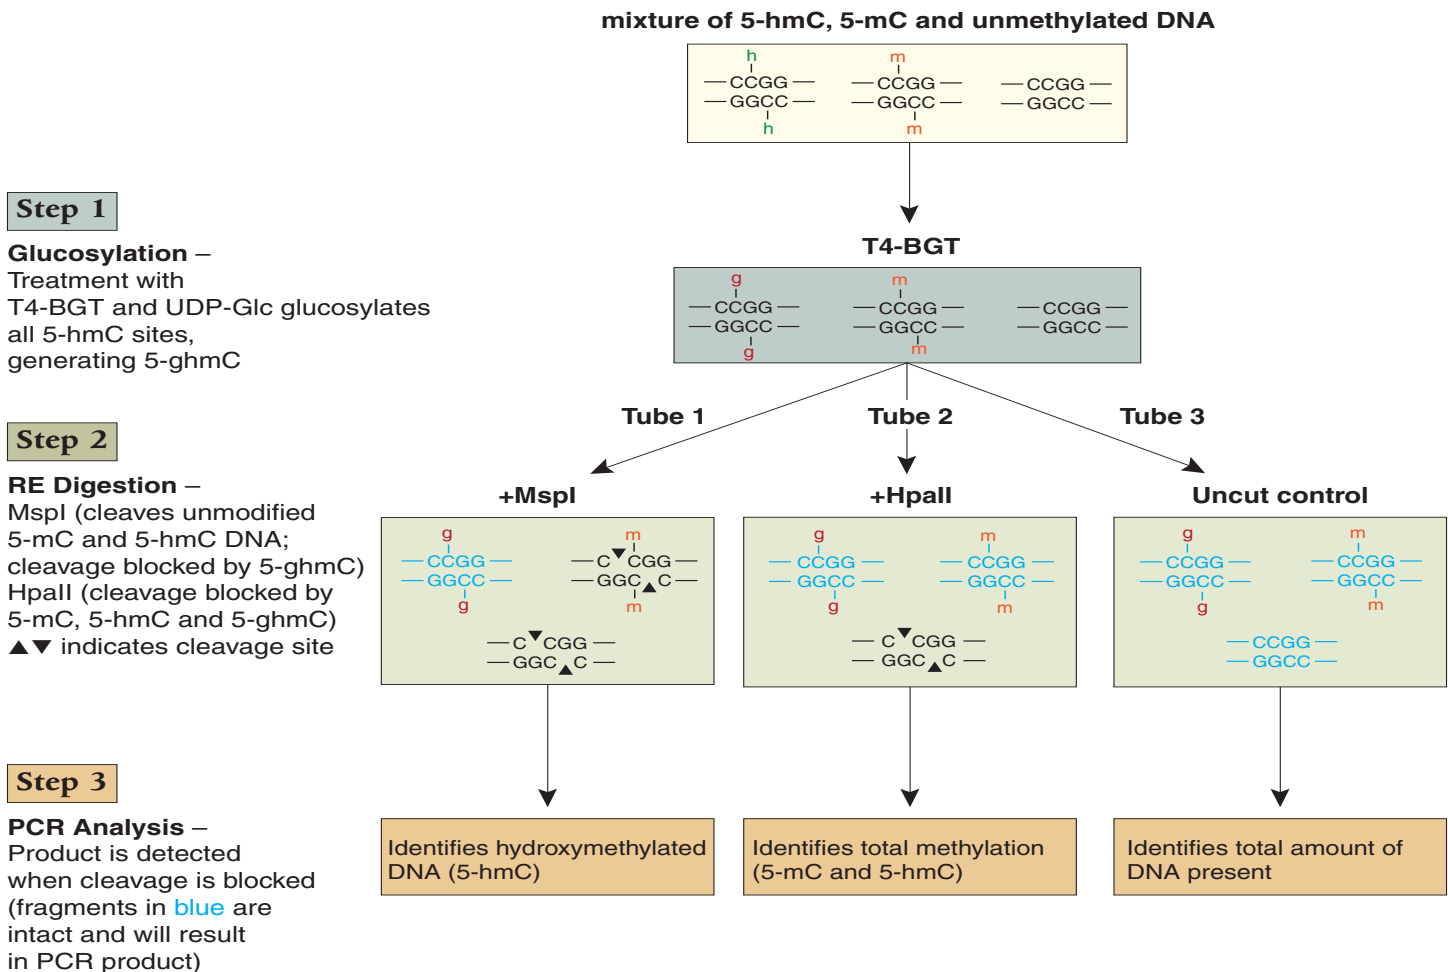 mixture of 5-hmC, 5-mC and unmethylated DNA
h m
CCGG CCGG CCGG
GGCC GGCC GGCC
h m
Step 1
Glucosylation –
Treatment with
T4-BGT and UDP-Glc glucosylates
all 5-hmC sites,
generating 5-ghmC
T4-BGT
g m
CCGG CCGG CCGG
GGCC GGCC GGCC
g m
Tube 1 Tube 2 Tube 3
Step 2
RE Digestion –
MspI (cleaves unmodified
5-mC and 5-hmC DNA;
cleavage blocked by 5-ghmC)
HpaII (cleavage blocked by
5-mC, 5-hmC and 5-ghmC)
▲▼ indicates cleavage site
+MspI
g m
CCGG C▼CGG
GGCC GGC▲C
g m
C▼CGG
GGC▲C
+HpaII
g m
CCGG CCGG
GGCC GGCC
g m
C▼CGG
GGC▲C
Uncut control
g m
CCGG CCGG
GGCC GGCC
g m
CCGG
GGCC
Step 3
PCR Analysis –
Product is detected
when cleavage is blocked
(fragments in blue are
intact and will result
in PCR product)
Identifies hydroxymethylated
DNA (5-hmC)
Identifies total methylation
(5-mC and 5-hmC)
Identifies total amount of
DNA present